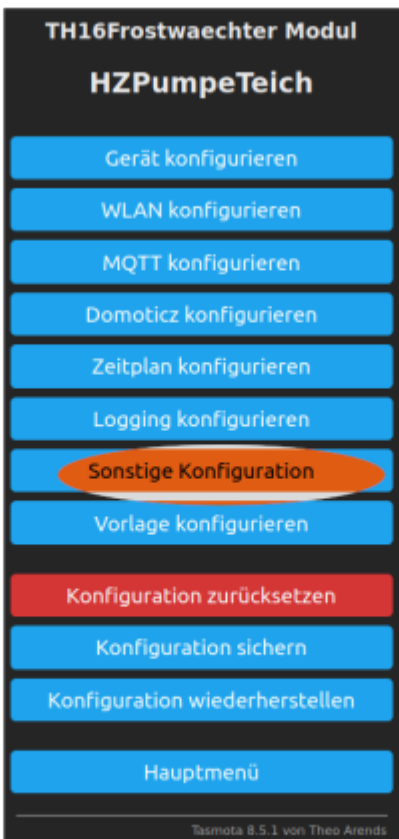 TH16Frostwaechter Modul
HZPumpeTeich
Gerät konfigurieren
WLAN konfigurieren
MQTT konfigurieren
Domoticz konfigurieren
Zeitplan konfigurieren
Logging konfigurieren
Sonstige Konfiguration
Vorlage konfigurieren
Konfiguration zurücksetzen
Konfiguration sichern
Konfiguration wiederherstellen
Hauptmenü
Tasmota 8.5.1 von Theo Arends